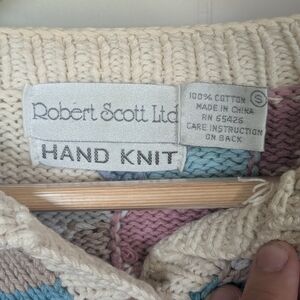 Robert Scott Ltd
HAND KNIT
100% COTTON
MADE IN CHINA
RN 65426
CARE INSTRUCTION
ON BACK
S